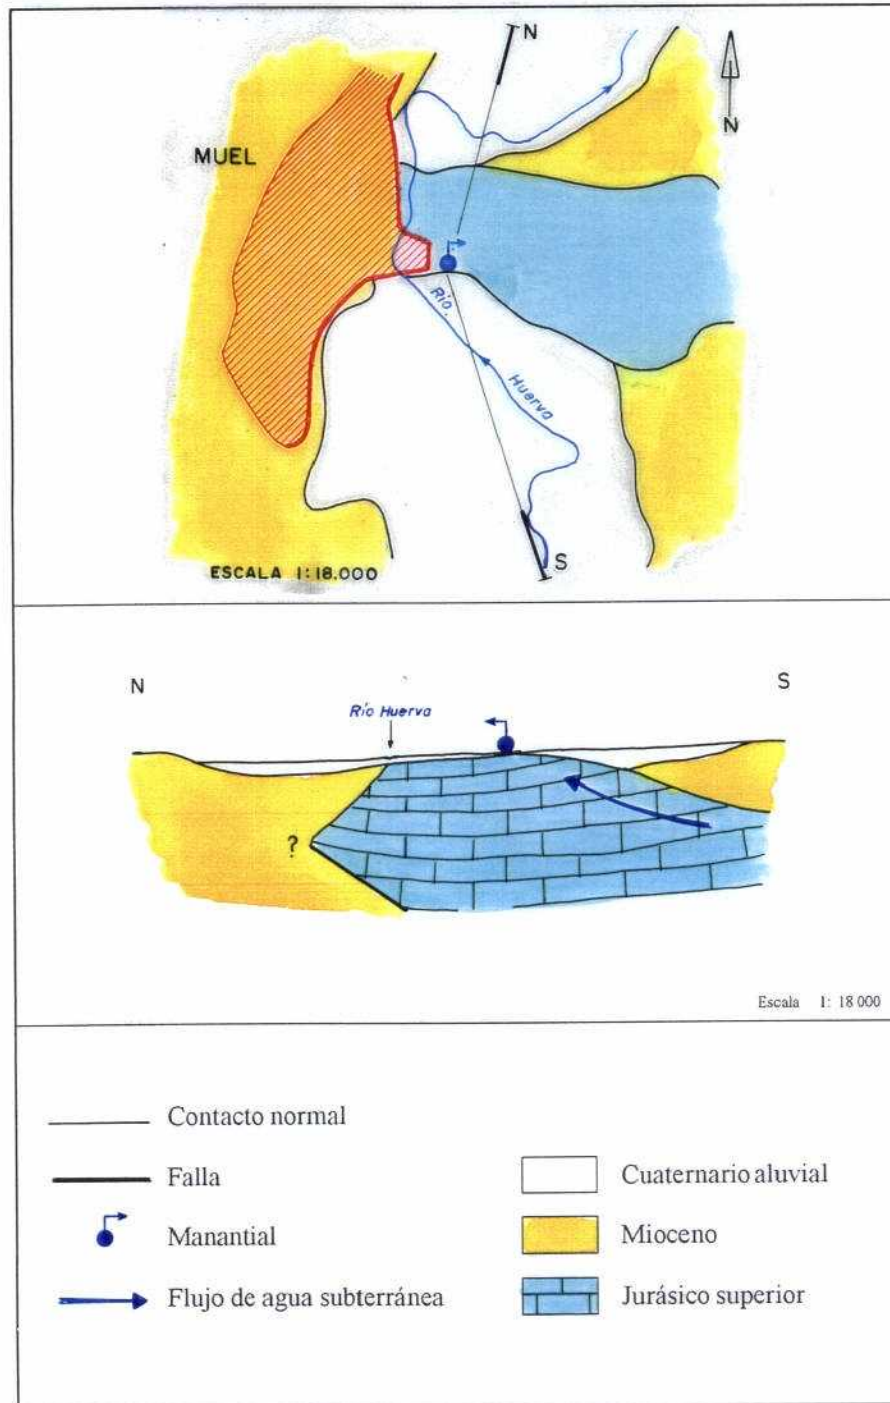 N
N
MUEL
Río.
Huerva
S
ESCALA 1:18.000
N
S
Río Huerva
?
Escala 1: 18 000
Contacto normal
Falla
Cuaternario aluvial
Manantial
Mioceno
Flujo de agua subterránea
Jurásico superior